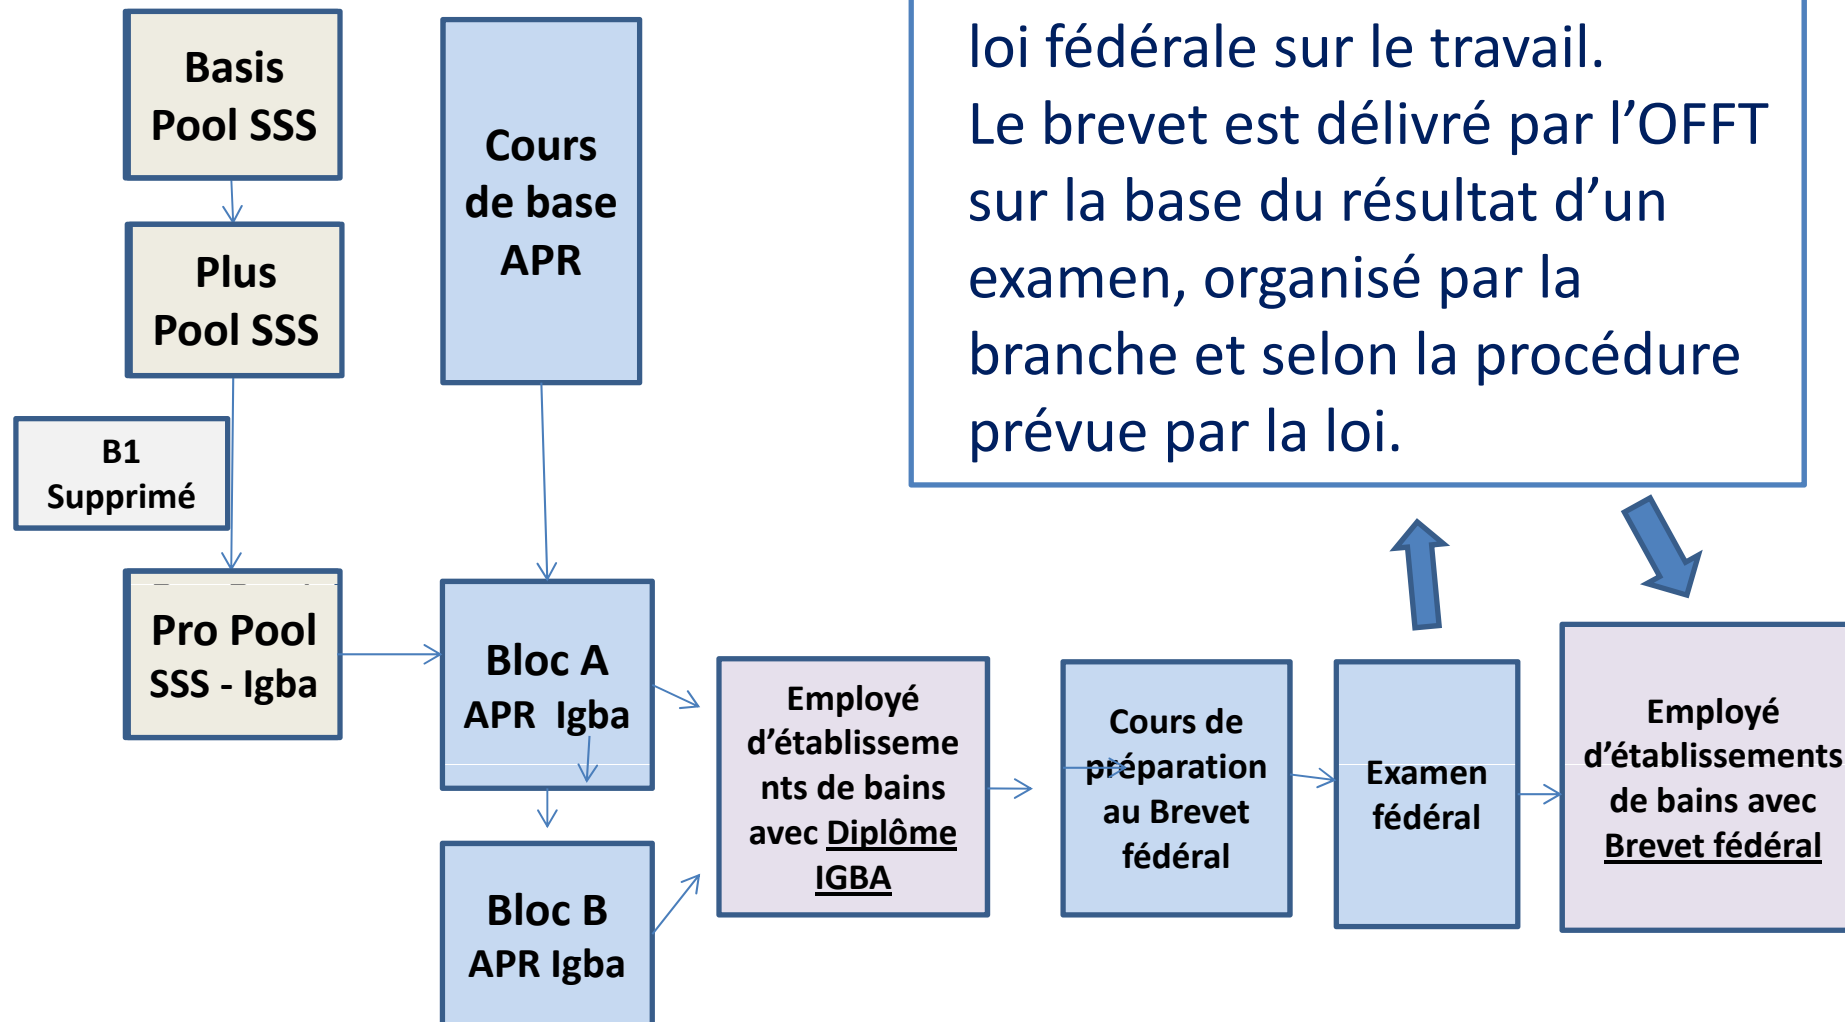 Basis
Pool SSS
Plus
Pool SSS
B1
Supprimé
Pro Pool
SSS - Igba
Cours
de base
APR
Bloc A
APR Igba
Bloc B
APR Igba
loi fédérale sur le travail.
Le brevet est délivré par l’OFFT
sur la base du résultat d’un
examen, organisé par la
branche et selon la procédure
prévue par la loi.
Employé
d’établisseme
nts de bains
avec Diplôme
IGBA
Cours de
préparation
au Brevet
fédéral
Examen
fédéral
Employé
d’établissements
de bains avec
Brevet fédéral